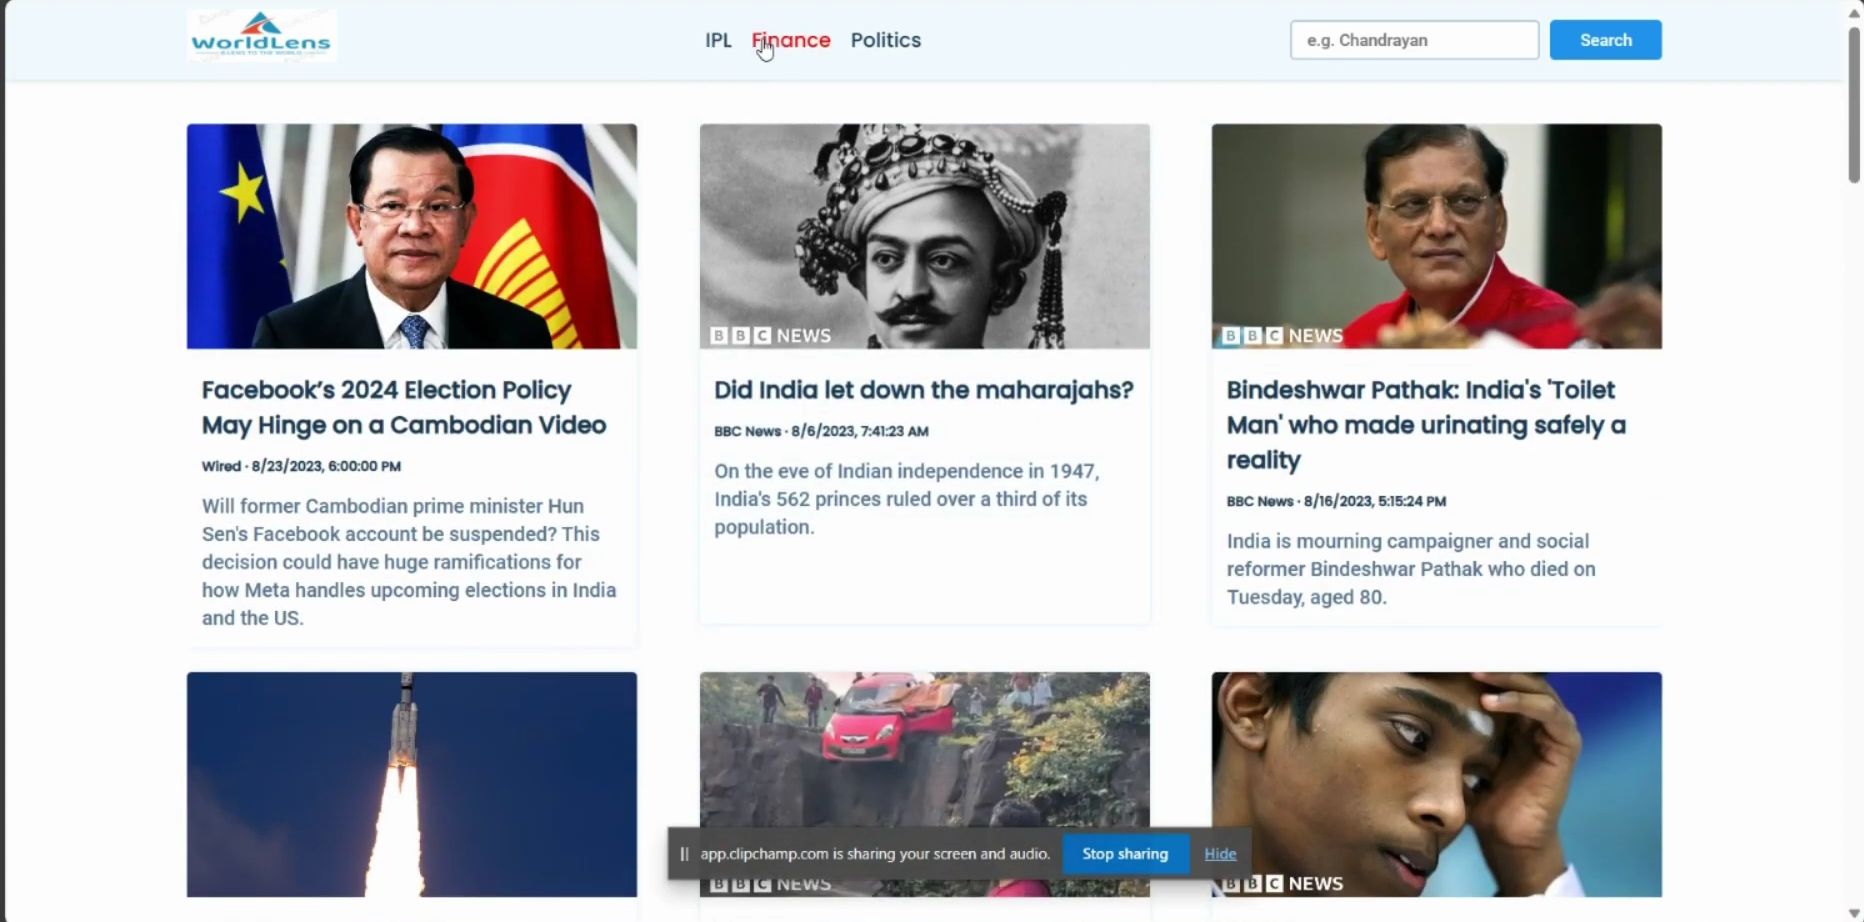 WorldLens
IPL Finance Politics
e.g. Chandrayan
Search
BBC NEWS
BBC NEWS
Facebook's 2024 Election Policy
May Hinge on a Cambodian Video
Wired · 8/23/2023, 6:00:00 PM
Will former Cambodian prime minister Hun
Sen's Facebook account be suspended? This
decision could have huge ramifications for
how Meta handles upcoming elections in India
and the US.
Did India let down the maharajahs?
BBC News · 8/6/2023, 7:41:23 AM
On the eve of Indian independence in 1947,
India's 562 princes ruled over a third of its
population.
Bindeshwar Pathak: India's 'Toilet
Man' who made urinating safely a
reality
BBC News · 8/16/2023, 5:15:24 PM
India is mourning campaigner and social
reformer Bindeshwar Pathak who died on
Tuesday, aged 80.
app.clipchamp.com is sharing your screen and audio.
Stop sharing
Hide
BBC NEWS
BBC NEWS